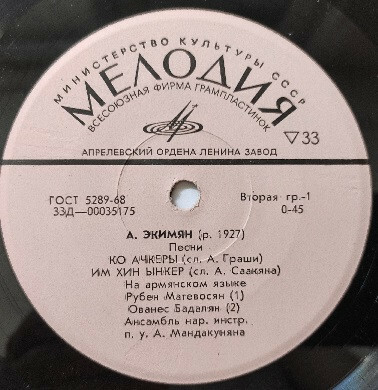 МИНИСТЕРСТВО КУЛЬТУРЫ СССР
МЕЛОДИЯ
ВСЕСОЮЗНАЯ ФИРМА ГРАМПЛАСТИНОК
33
АПРЕЛЕВСКИЙ ОРДЕНА ЛЕНИНА ЗАВОД
ГОСТ 5289-68 Вторая гр.-1
33Д-00035175 0-45
А. ЭКИМЯН (р. 1927)
Песни
КО АЧКЕРЫ (сл. А. Граши)
ИМ ХИН ЫНКЕР (сл. А. Саакяна)
На армянском языке
Рубен Матевосян (1)
Ованес Бадалян (2)
Ансамбль нар. инстр.
п. у. А. Мандакуняна